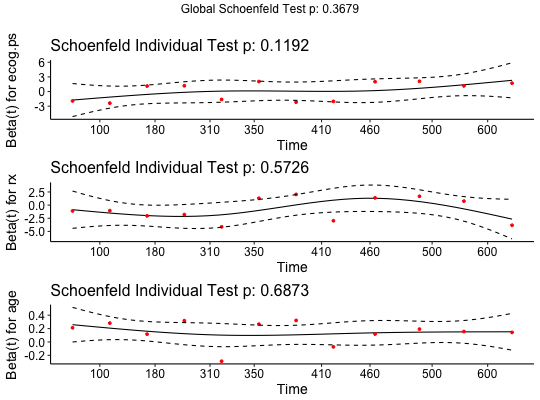 Global Schoenfeld Test p: 0.3679
Schoenfeld Individual Test p: 0.1192
Beta(t) for ecog.ps
6
3
0
-3
100 180 310 350 410 460 500 600
Time
Schoenfeld Individual Test p: 0.5726
Beta(t) for rx
2.5
0.0
-2.5
-5.0
100 180 310 350 410 460 500 600
Time
Schoenfeld Individual Test p: 0.6873
Beta(t) for age
0.4
0.2
0.0
-0.2
100 180 310 350 410 460 500 600
Time